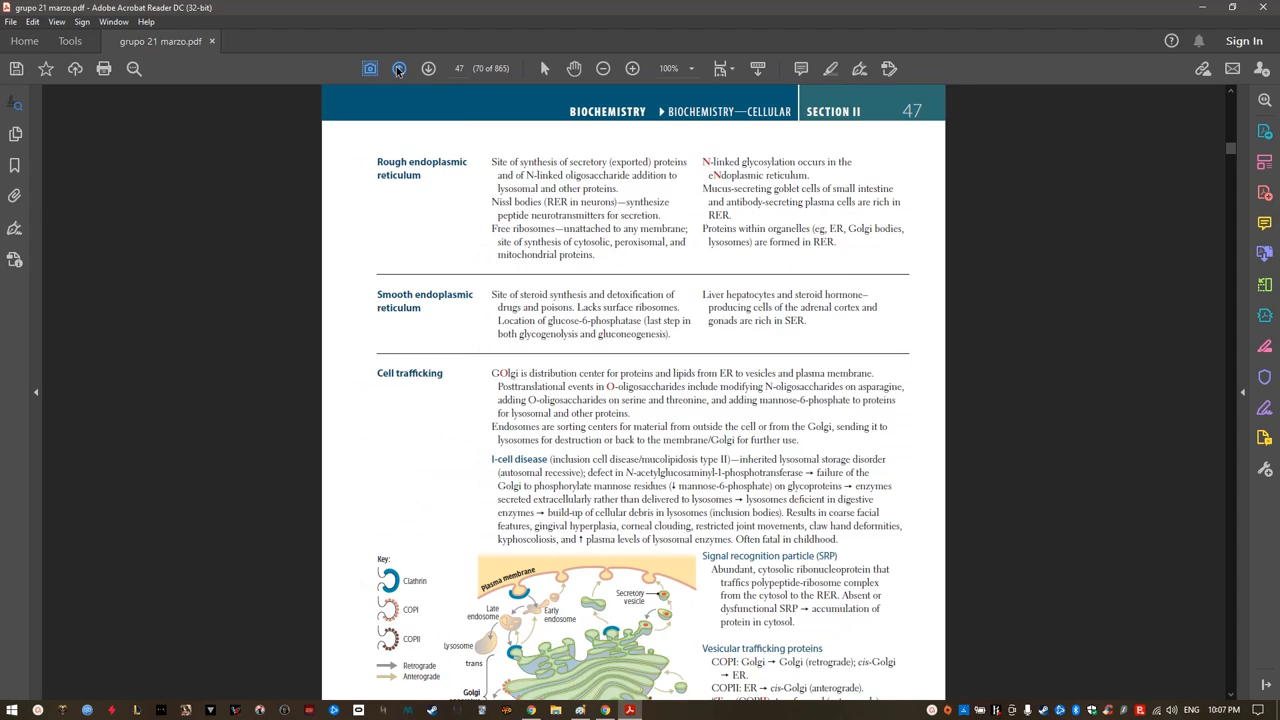 grupo 21 marzo.pdf - Adobe Acrobat Reader DC (32-bit)
File Edit View Sign Window Help
Home Tools grupo 21 marzo.pdf × Sign In
47 (70 of 865) 100%
BIOCHEMISTRY BIOCHEMISTRY—CELLULAR SECTION II 47
Rough endoplasmic
reticulum
Site of synthesis of secretory (exported) proteins
and of N-linked oligosaccharide addition to
lysosomal and other proteins.
Nissl bodies (RER in neurons)—synthesize
peptide neurotransmitters for secretion.
Free ribosomes—unattached to any membrane;
site of synthesis of cytosolic, peroxisomal, and
mitochondrial proteins.
N-linked glycosylation occurs in the
eNdoplasmic reticulum.
Mucus-secreting goblet cells of small intestine
and antibody-secreting plasma cells are rich in
RER.
Proteins within organelles (eg, ER, Golgi bodies,
lysosomes) are formed in RER.
Smooth endoplasmic
reticulum
Site of steroid synthesis and detoxification of
drugs and poisons. Lacks surface ribosomes.
Location of glucose-6-phosphatase (last step in
both glycogenolysis and gluconeogenesis).
Liver hepatocytes and steroid hormone–
producing cells of the adrenal cortex and
gonads are rich in SER.
Cell trafficking
GOlgi is distribution center for proteins and lipids from ER to vesicles and plasma membrane.
Posttranslational events in O-oligosaccharides include modifying N-oligosaccharides on asparagine,
adding O-oligosaccharides on serine and threonine, and adding mannose-6-phosphate to proteins
for lysosomal and other proteins.
Endosomes are sorting centers for material from outside the cell or from the Golgi, sending it to
lysosomes for destruction or back to the membrane/Golgi for further use.
I-cell disease (inclusion cell disease/mucolipidosis type II)—inherited lysosomal storage disorder
(autosomal recessive); defect in N-acetylglucosaminyl-1-phosphotransferase → failure of the
Golgi to phosphorylate mannose residues (↓ mannose-6-phosphate) on glycoproteins → enzymes
secreted extracellularly rather than delivered to lysosomes → lysosomes deficient in digestive
enzymes → build-up of cellular debris in lysosomes (inclusion bodies). Results in coarse facial
features, gingival hyperplasia, corneal clouding, restricted joint movements, claw hand deformities,
kyphoscoliosis, and ↑ plasma levels of lysosomal enzymes. Often fatal in childhood.
Key:
Clathrin
COPI
COPII
Retrograde
Anterograde
Plasma membrane
Late
endosome
Early
endosome
Secretory
vesicle
Lysosome
trans
Golgi
Signal recognition particle (SRP)
Abundant, cytosolic ribonucleoprotein that
traffics polypeptide-ribosome complex
from the cytosol to the RER. Absent or
dysfunctional SRP → accumulation of
protein in cytosol.
Vesicular trafficking proteins
COPI: Golgi → Golgi (retrograde); cis-Golgi
→ ER.
COPII: ER → cis-Golgi (anterograde).
10:07 PM